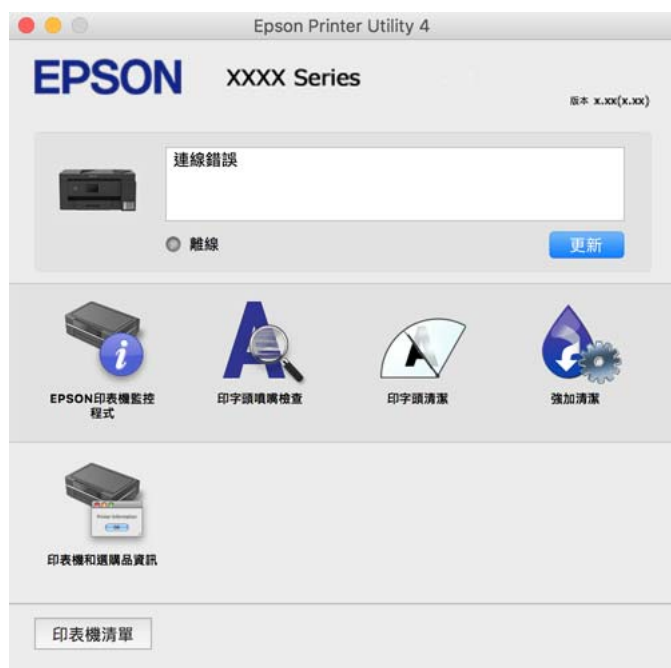 Epson Printer Utility 4
EPSON
XXXX Series
版本 x.xx(x.xx)
連線錯誤
離線
更新
EPSON印表機監控
程式
印字頭噴嘴檢查
印字頭清潔
強加清潔
Printer Information
OK
印表機和選購品資訊
印表機清單